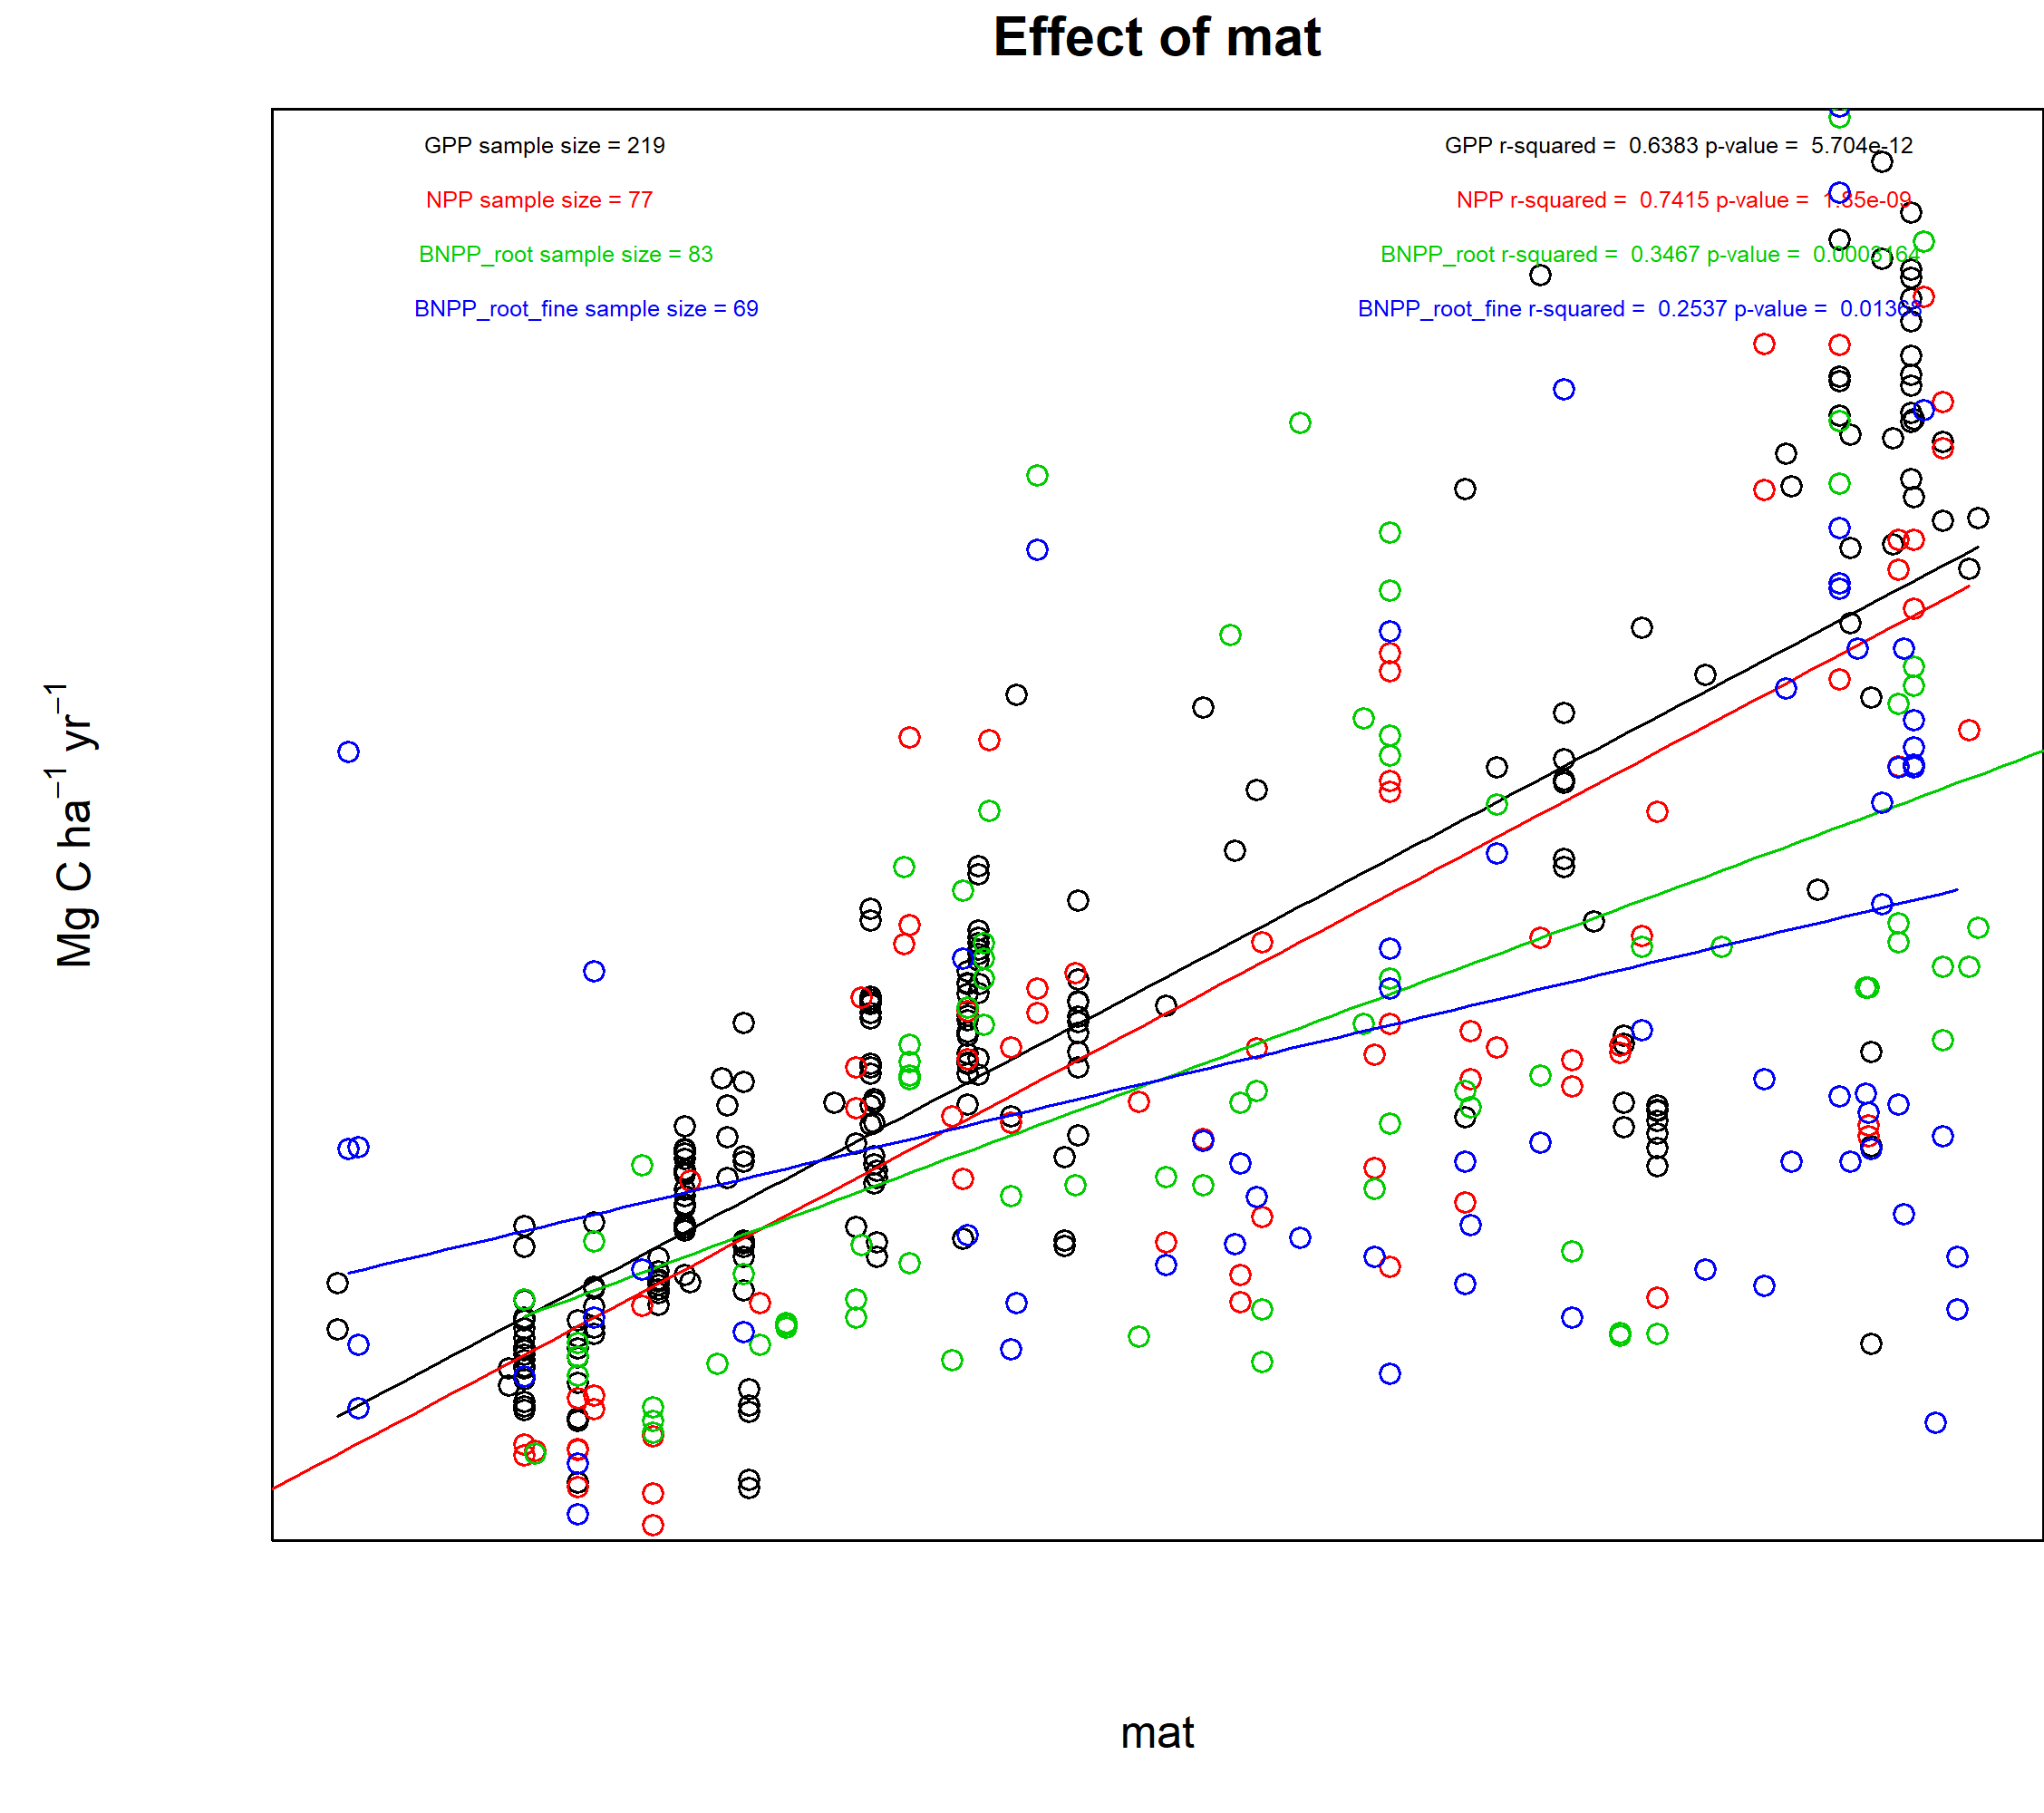 Effect of mat
GPP sample size = 219
GPP r-squared = 0.6383 p-value = 5.704e-12
NPP sample size = 77
NPP r-squared = 0.7415 p-value = 1.85e-09
BNPP_root sample size = 83
BNPP_root r-squared = 0.3467 p-value = 0.0003164
BNPP_root_fine sample size = 69
BNPP_root_fine r-squared = 0.2537 p-value = 0.01368
Mg C ha⁻¹ yr⁻¹
mat